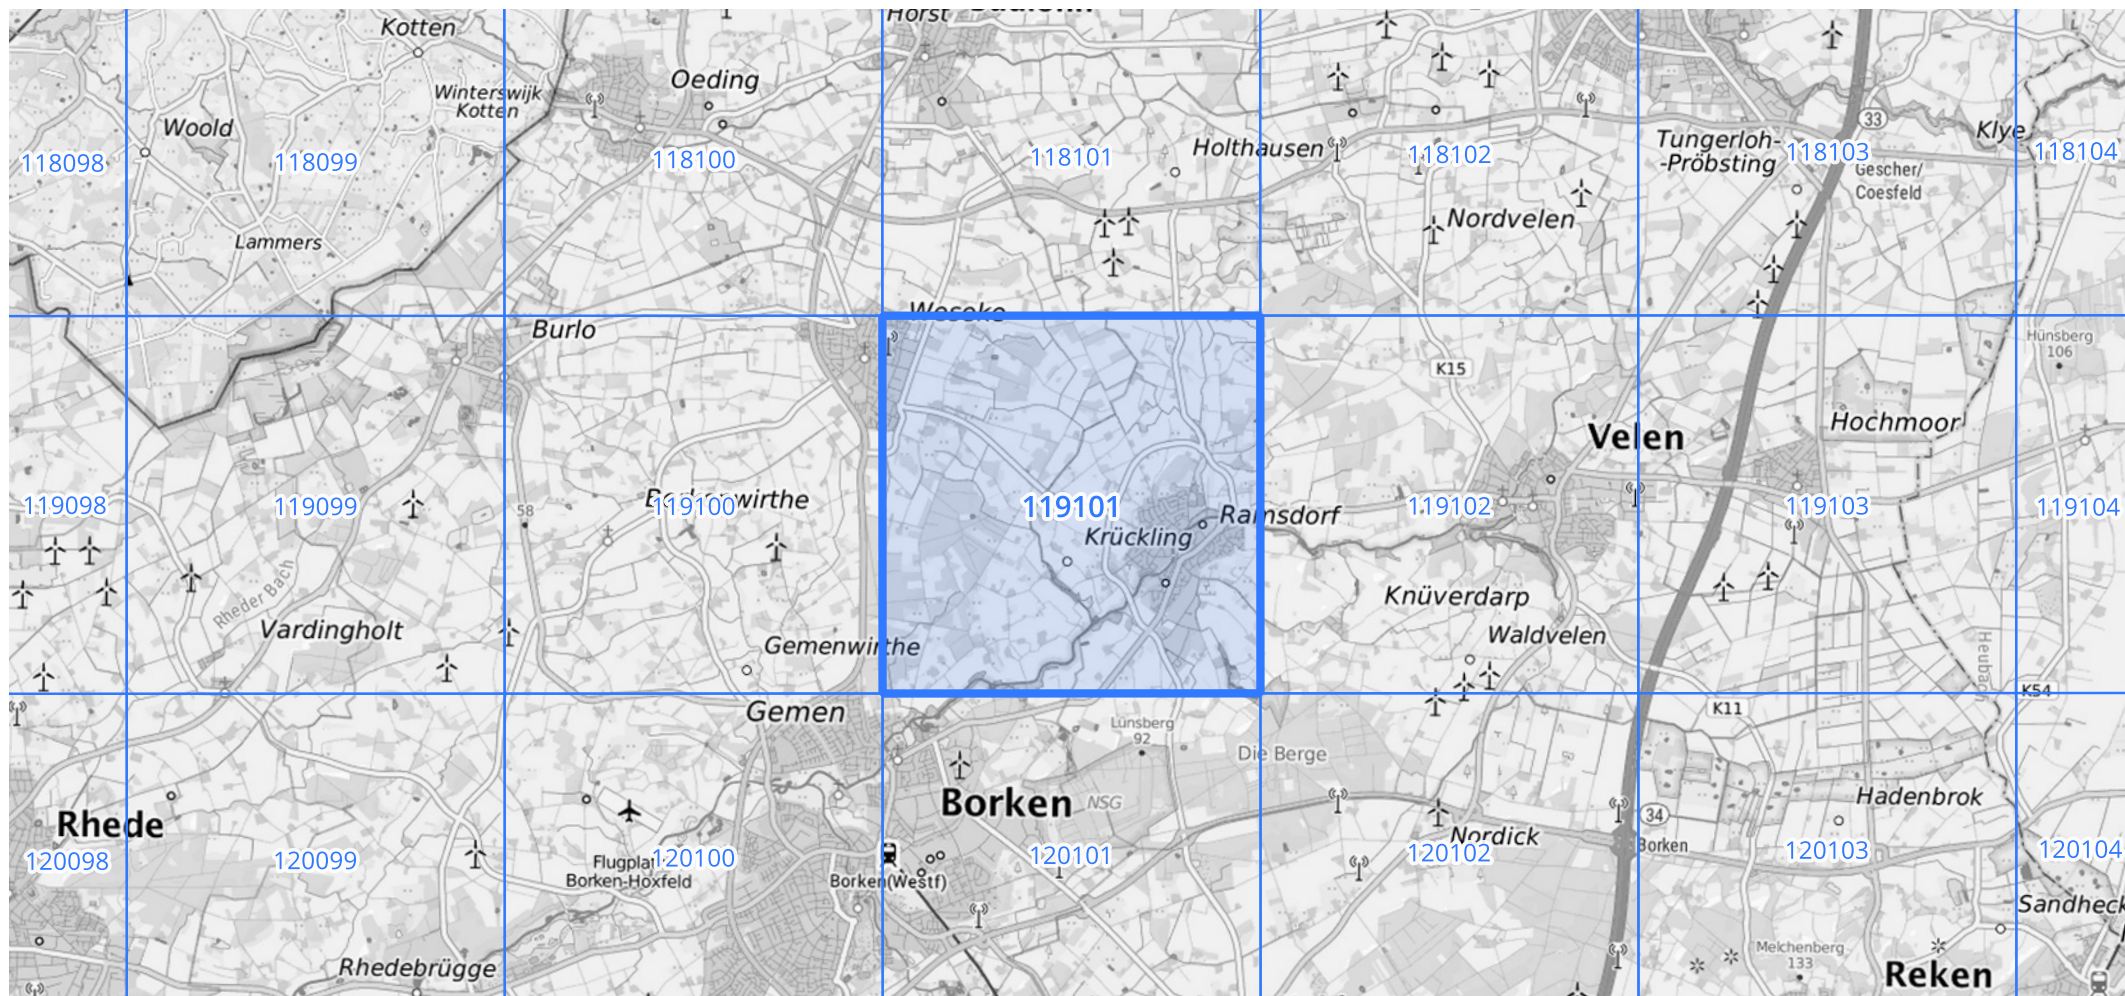 Kotten
Horst
Oeding
Winterswijk
Kotten
Woold
33
Klye
Tungerloh-
-Pröbsting
Holthausen
118098
118099
118100
118101
118102
118103
118104
Gescher/
Coesfeld
Nordvelen
Lammers
Weseke
Burlo
Hünsberg
106
K15
Hochmoor
Velen
119098
119099
58
119100
119101
Ramsdorf
119102
119103
119104
Krückling
Rheder Bach
Knüverdarp
Vardingholt
Waldvelen
Gemenwirthe
Heubach
K54
Gemen
K11
Lünsberg
92
Die Berge
Borken
NSG
Hadenbrok
Rhede
34
Nordick
Borken
120098
120099
120100
120101
120102
120103
120104
Borken-Hoxfeld
Borken(Westf)
Sandheck
Melchenberg
133
Rhedebrügge
Reken